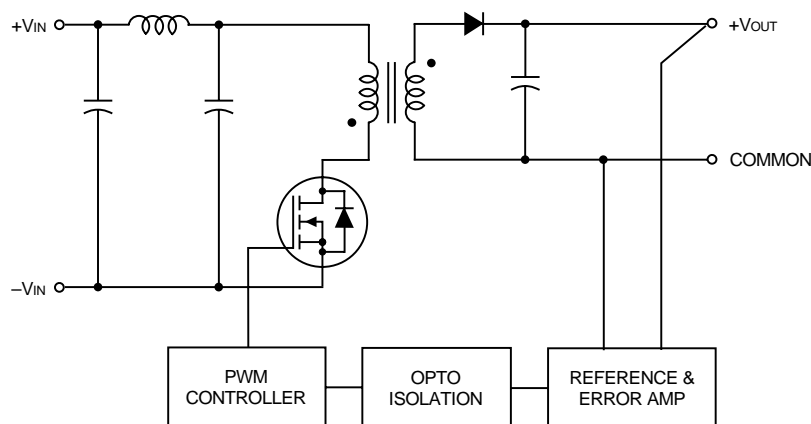 +VIN
+VOUT
COMMON
–VIN
PWM
CONTROLLER
OPTO
ISOLATION
REFERENCE &
ERROR AMP